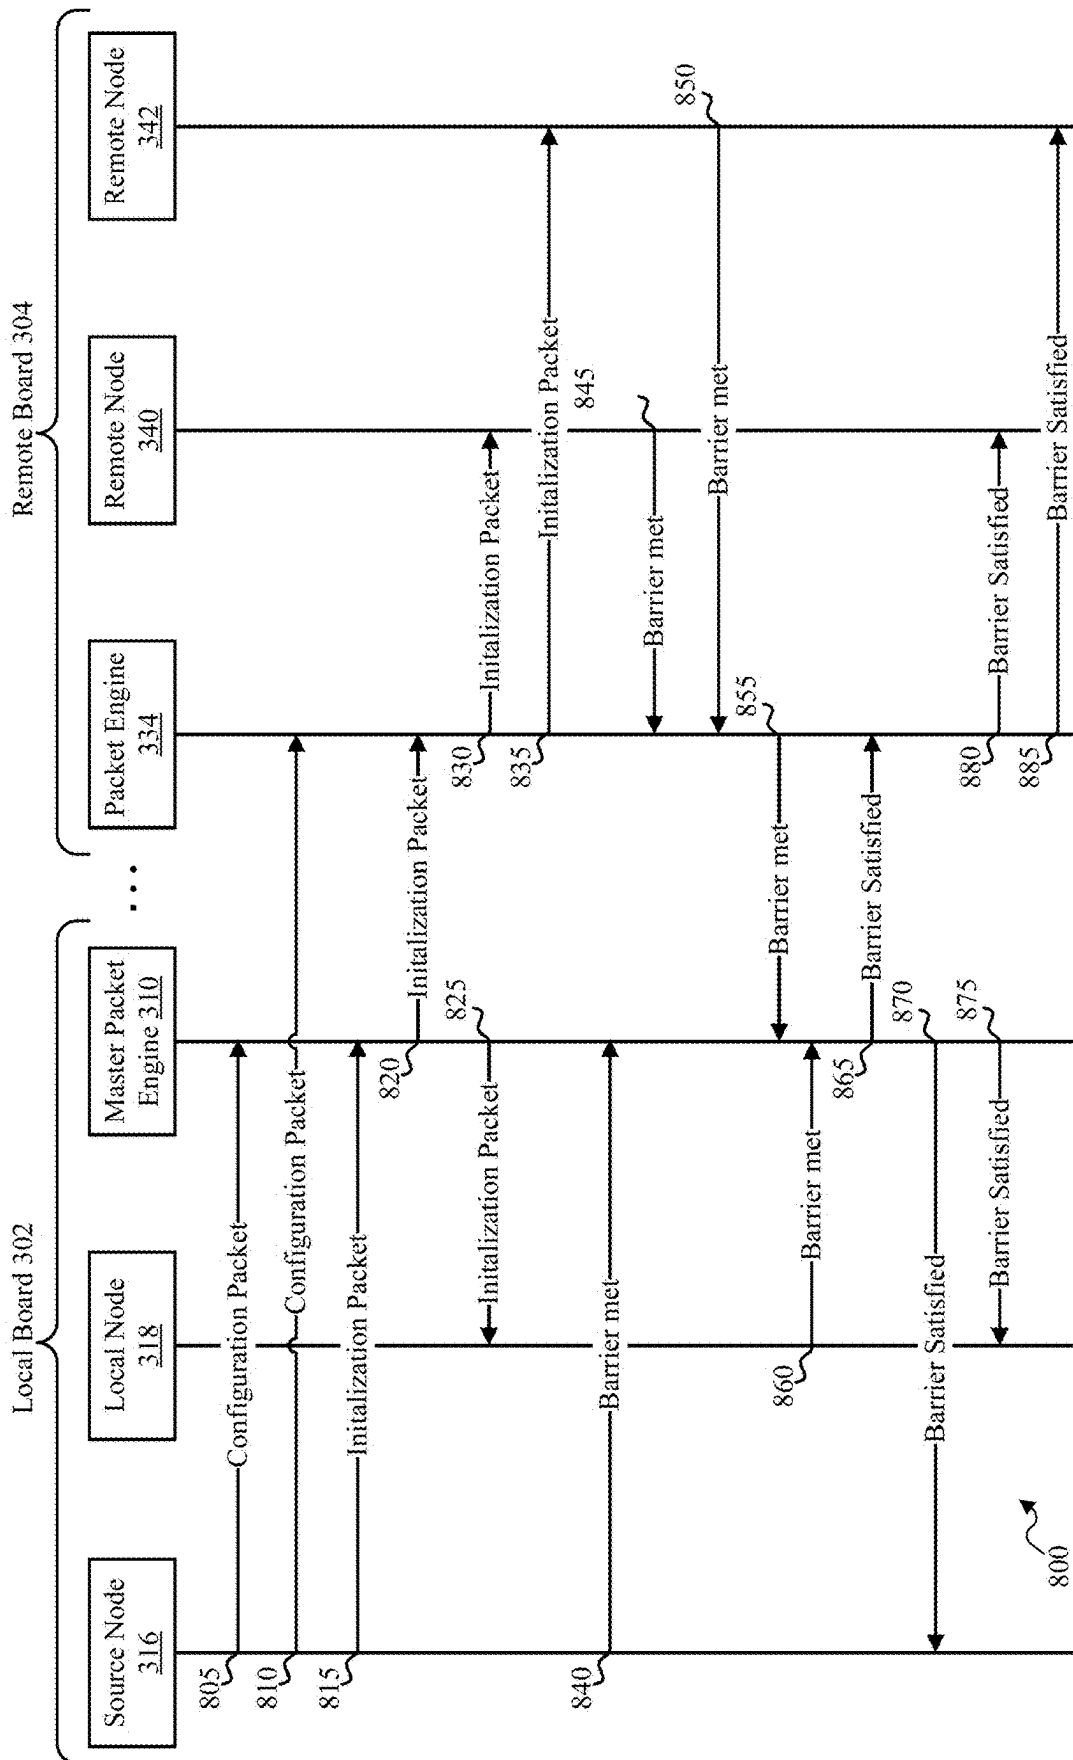 Local Board 302
Remote Board 304
Source Node
316
Local Node
318
Master Packet
Engine 310
...
Packet Engine
334
Remote Node
340
Remote Node
342
805
Configuration Packet
810
Configuration Packet
815
Initalization Packet
820
Initalization Packet
825
Initalization Packet
830
Initalization Packet
835
Initalization Packet
840
Barrier met
845
Barrier met
850
Barrier met
855
Barrier met
860
Barrier met
865
Barrier Satisfied
870
Barrier Satisfied
875
Barrier Satisfied
880
Barrier Satisfied
885
Barrier Satisfied
800